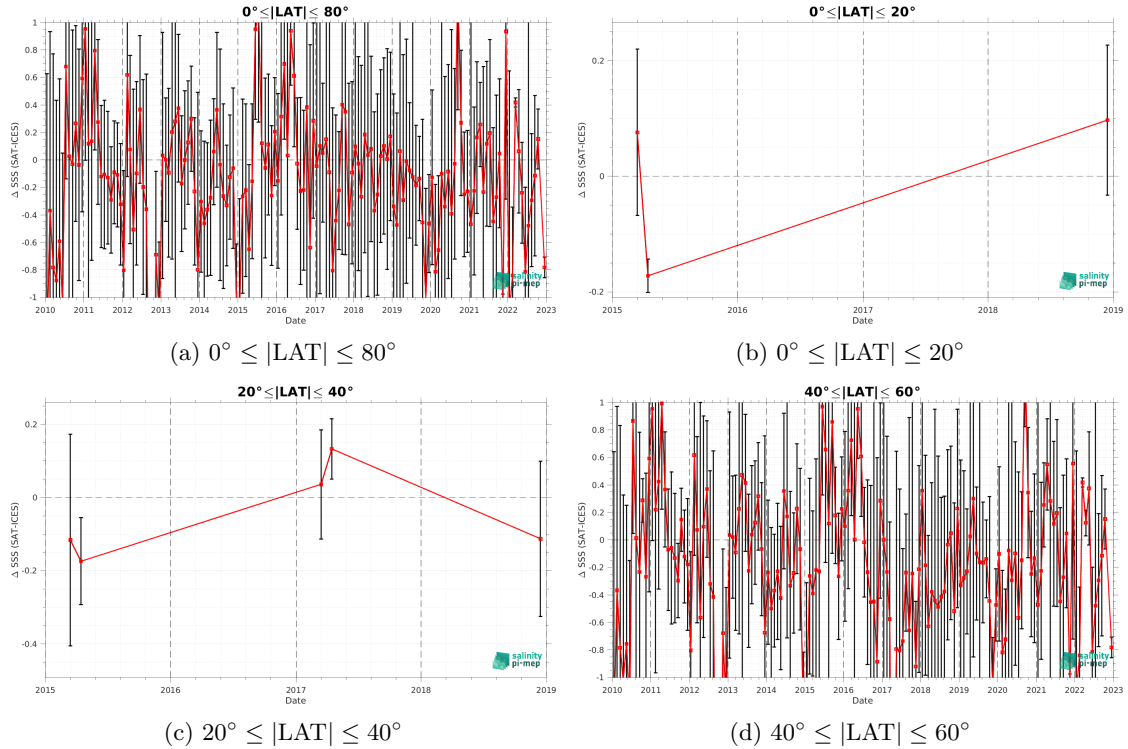 0°≤|LAT|≤ 80°
Δ SSS (SAT-ICES)
1
0.8
0.6
0.4
0.2
0
-0.2
-0.4
-0.6
-0.8
-1
2010 2011 2012 2013 2014 2015 2016 2017 2018 2019 2020 2021 2022 2023
Date
salinity
pi-mep
(a) 0° ≤ |LAT| ≤ 80°
0°≤|LAT|≤ 20°
Δ SSS (SAT-ICES)
0.2
0
-0.2
2015 2016 2017 2018 2019
Date
salinity
pi-mep
(b) 0° ≤ |LAT| ≤ 20°
20°≤|LAT|≤ 40°
Δ SSS (SAT-ICES)
0.2
0
-0.2
-0.4
2015 2016 2017 2018 2019
Date
salinity
pi-mep
(c) 20° ≤ |LAT| ≤ 40°
40°≤|LAT|≤ 60°
Δ SSS (SAT-ICES)
1
0.8
0.6
0.4
0.2
0
-0.2
-0.4
-0.6
-0.8
-1
2010 2011 2012 2013 2014 2015 2016 2017 2018 2019 2020 2021 2022 2023
Date
salinity
pi-mep
(d) 40° ≤ |LAT| ≤ 60°